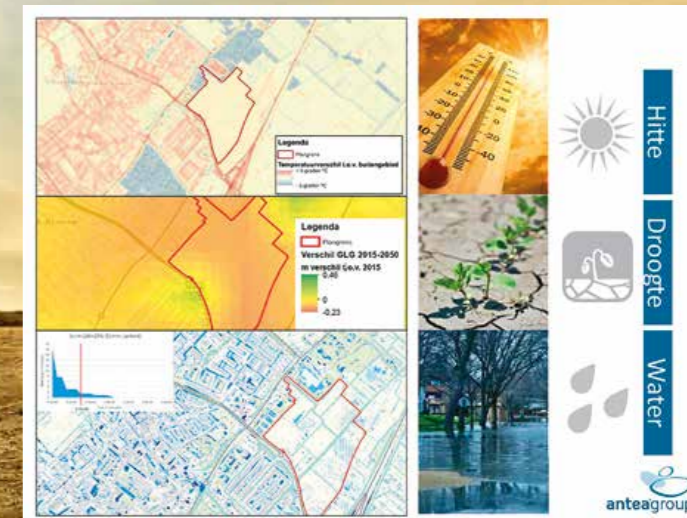 Legenda
Plangrens
Temperatuurverschil t.o.v. buitengebied
Legenda
Plangrens
Verschil GLG 2015-2050
m verschil t.o.v. 2015
0.46
0
-0.23
Hitte
Droogte
Water
anteagroup